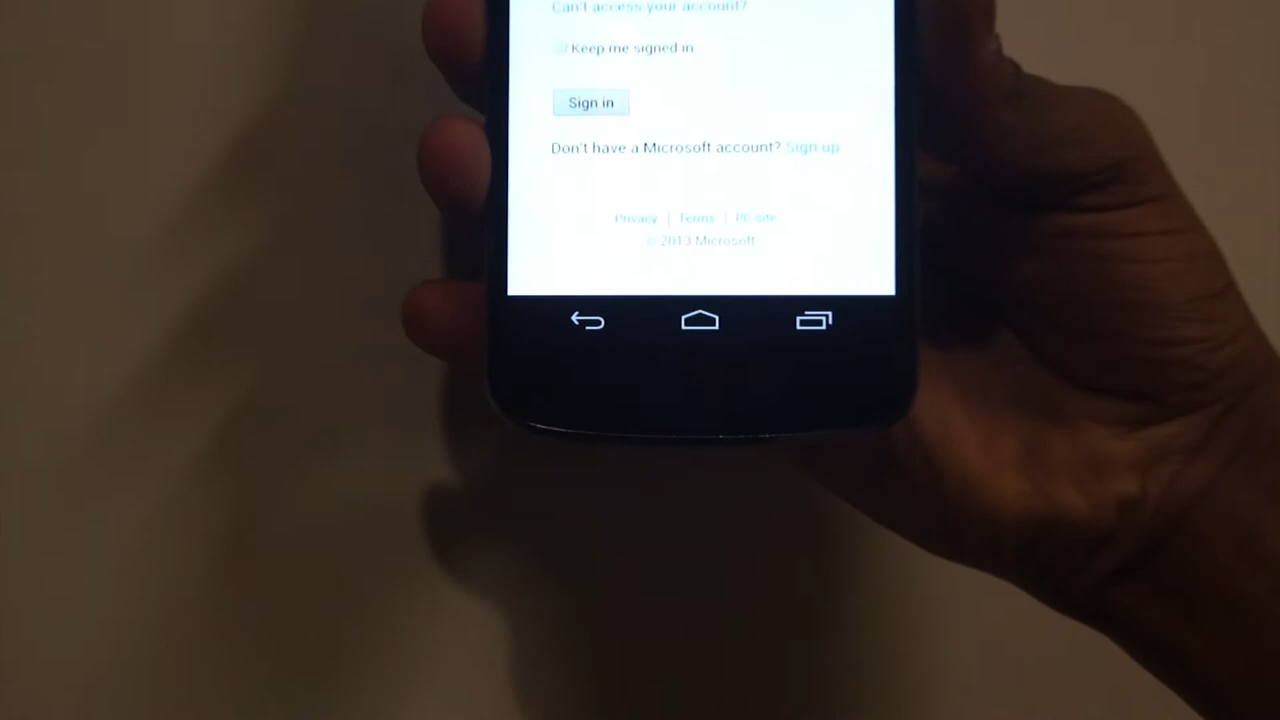 Can't access your account?
Keep me signed in
Sign in
Don't have a Microsoft account? Sign up
Privacy | Terms | PC site
© 2013 Microsoft